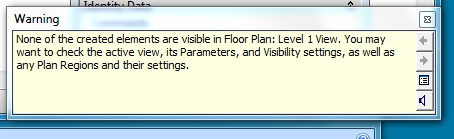 Identity Data
Warning
None of the created elements are visible in Floor Plan: Level 1 View. You may
want to check the active view, its Parameters, and Visibility settings, as well as
any Plan Regions and their settings.